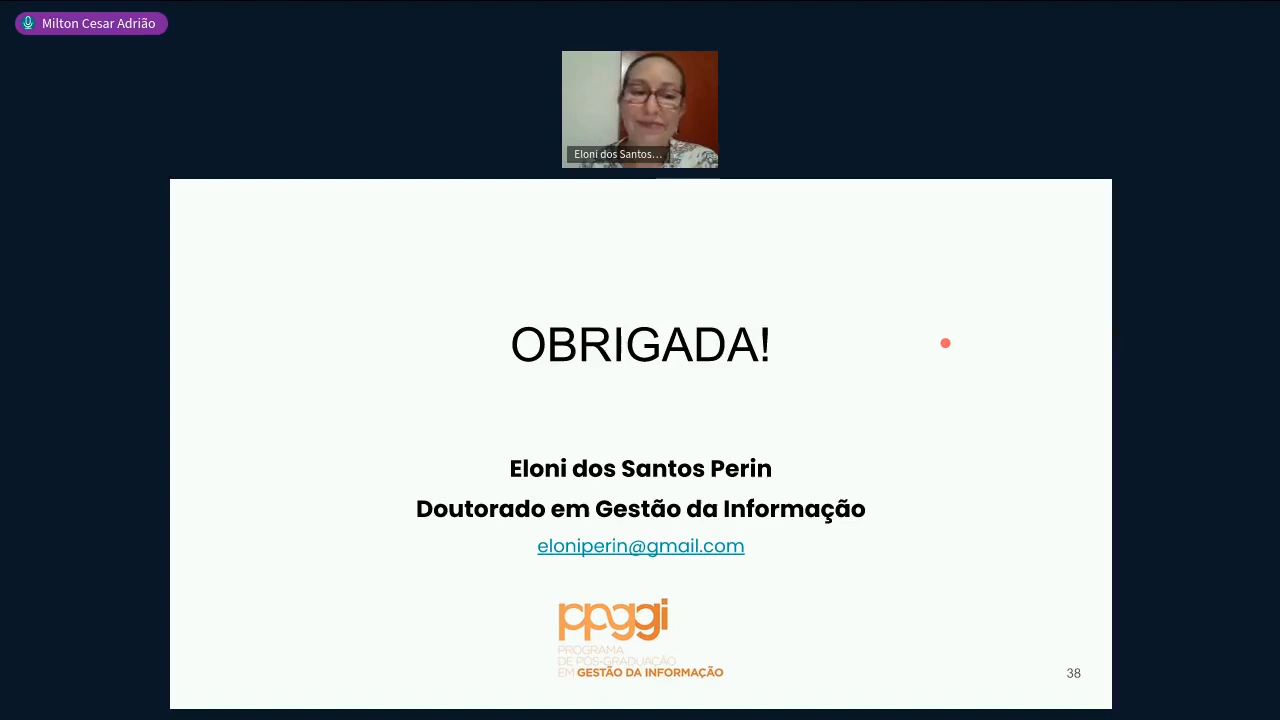 Milton Cesar Adrião
Eloni dos Santos...
OBRIGADA!
Eloni dos Santos Perin
Doutorado em Gestão da Informação
eloniperin@gmail.com
ppggi
PROGRAMA
DE PÓS-GRADUAÇÃO
EM GESTÃO DA INFORMAÇÃO
38